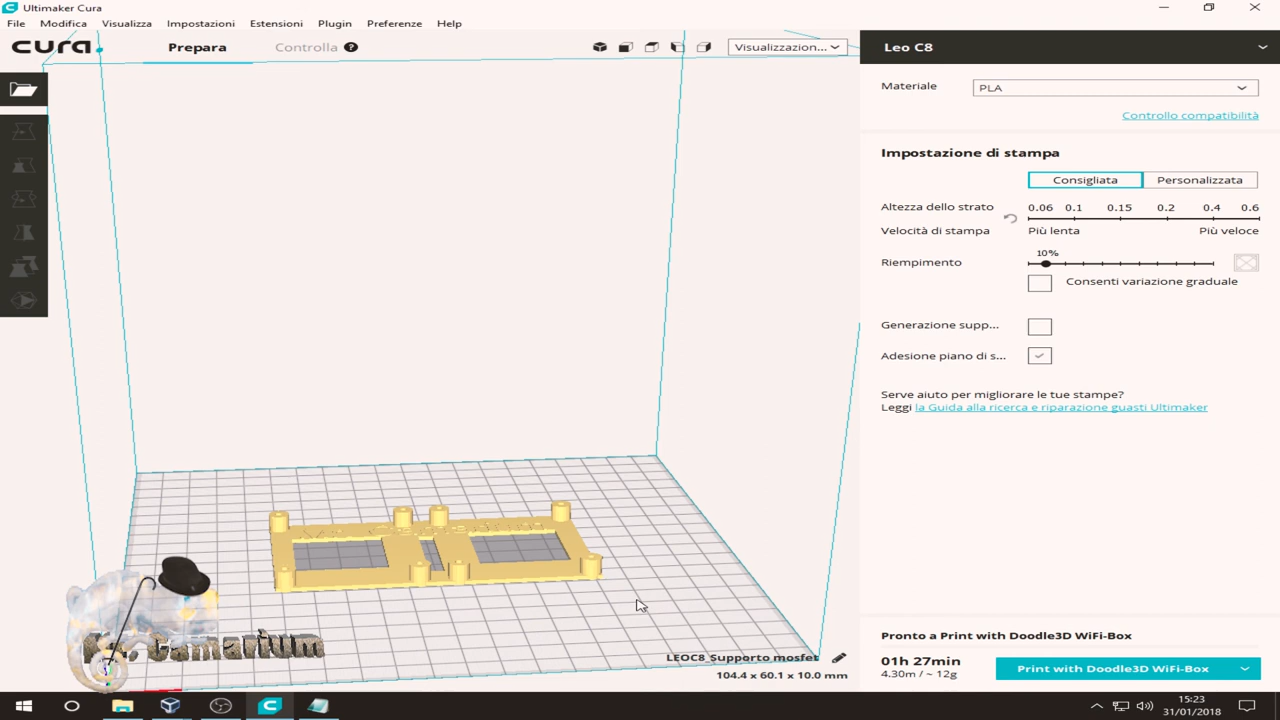 Ultimaker Cura
File Modifica Visualizza Impostazioni Estensioni Plugin Preferenze Help
cura. Prepara Controlla ? Visualizzazion...
Leo C8
Materiale PLA
Controllo compatibilità
Impostazione di stampa
Consigliata Personalizzata
Altezza dello strato 0.06 0.1 0.15 0.2 0.4 0.6
Velocità di stampa Più lenta Più veloce
10%
Riempimento
Consenti variazione graduale
Generazione supp...
Adesione piano di s...
Serve aiuto per migliorare le tue stampe?
Leggi la Guida alla ricerca e riparazione guasti Ultimaker
Mr. Camarium
LEOC8_Supporto mosfet
104.4 x 60.1 x 10.0 mm
Pronto a Print with Doodle3D WiFi-Box
01h 27min
4.30m / ~ 12g
Print with Doodle3D WiFi-Box
15:23
31/01/2018